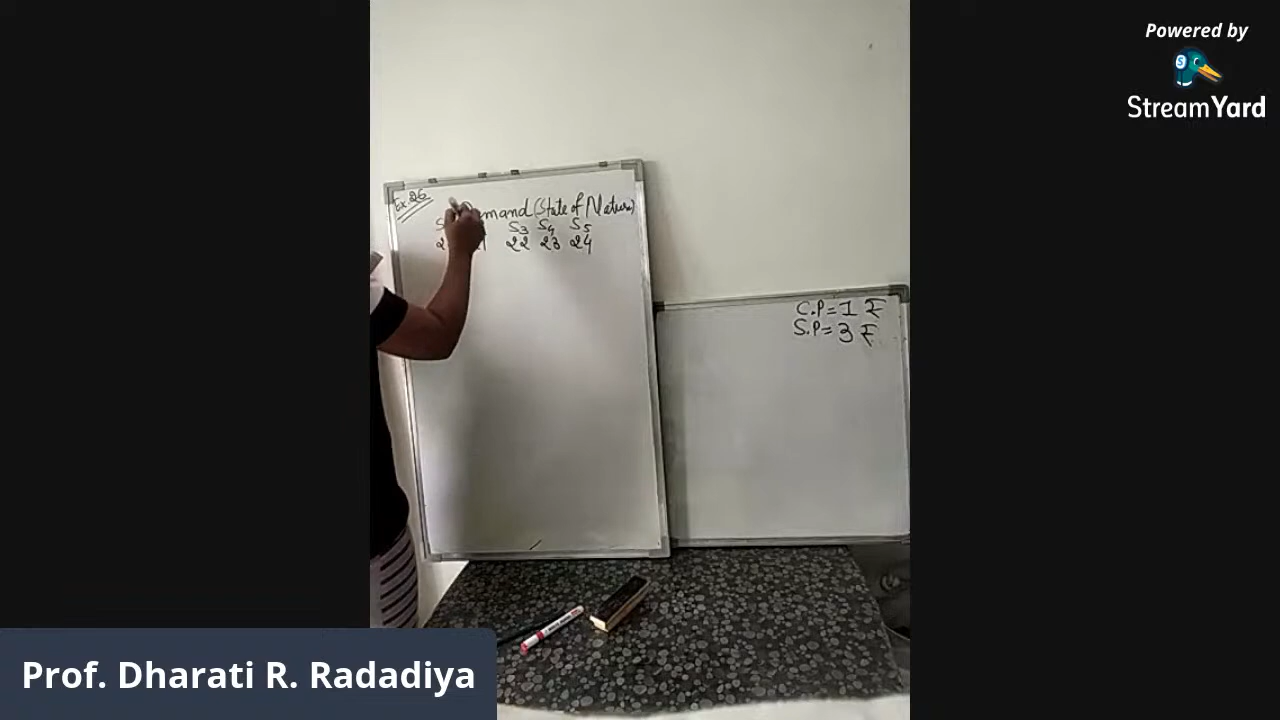 Powered by
StreamYard
Ex. 26
Demand (State of Nature)
S3 S4 S5
22 23 24
C.P = 1 ₹
S.P = 3 ₹
Prof. Dharati R. Radadiya